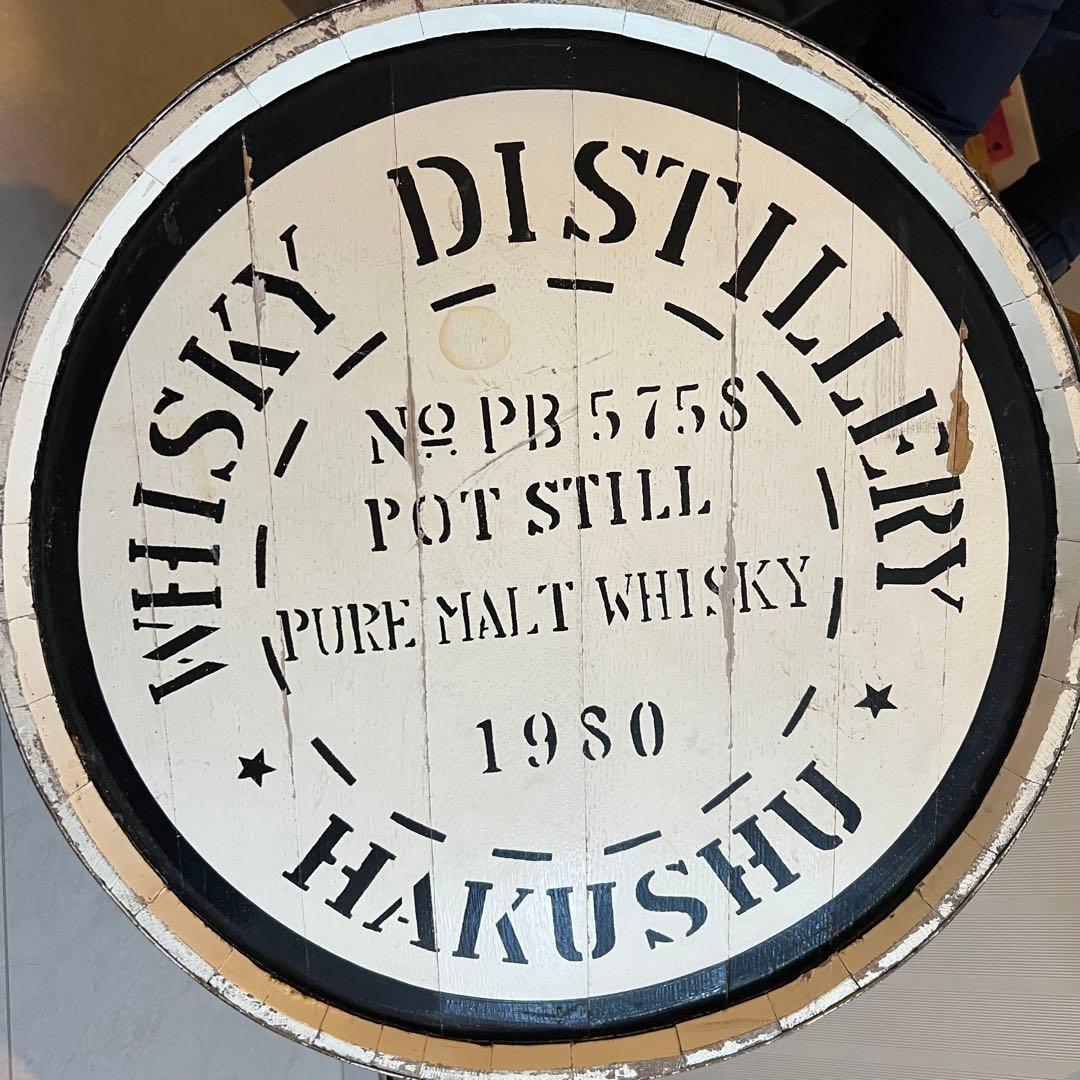 WHISKY DISTILLERY
Nº PB 5758
POT STILL
PURE MALT WHISKY
1980
HAKUSHU